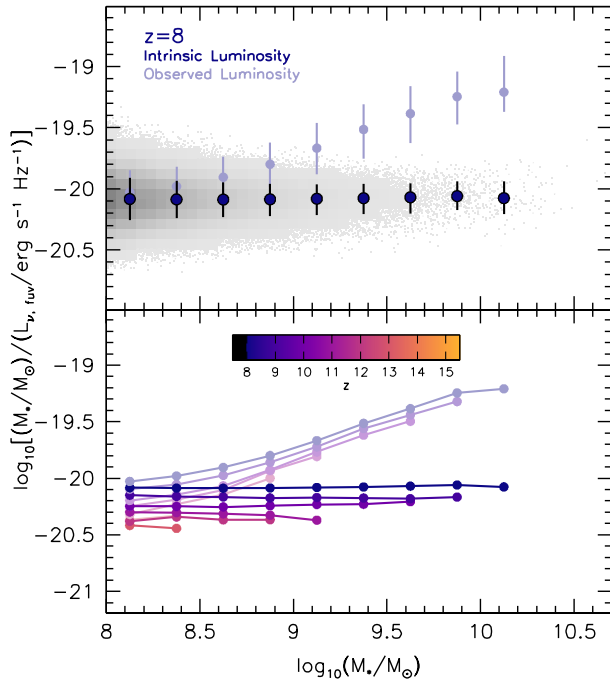 z=8
Intrinsic Luminosity
Observed Luminosity
−19
−19.5
−20
−20.5
log₁₀[(M⋆/M⊙)/(Lν, fuv/erg s⁻¹ Hz⁻¹)]
8 9 10 11 12 13 14 15
z
−19
−19.5
−20
−20.5
−21
8 8.5 9 9.5 10 10.5
log₁₀(M⋆/M⊙)